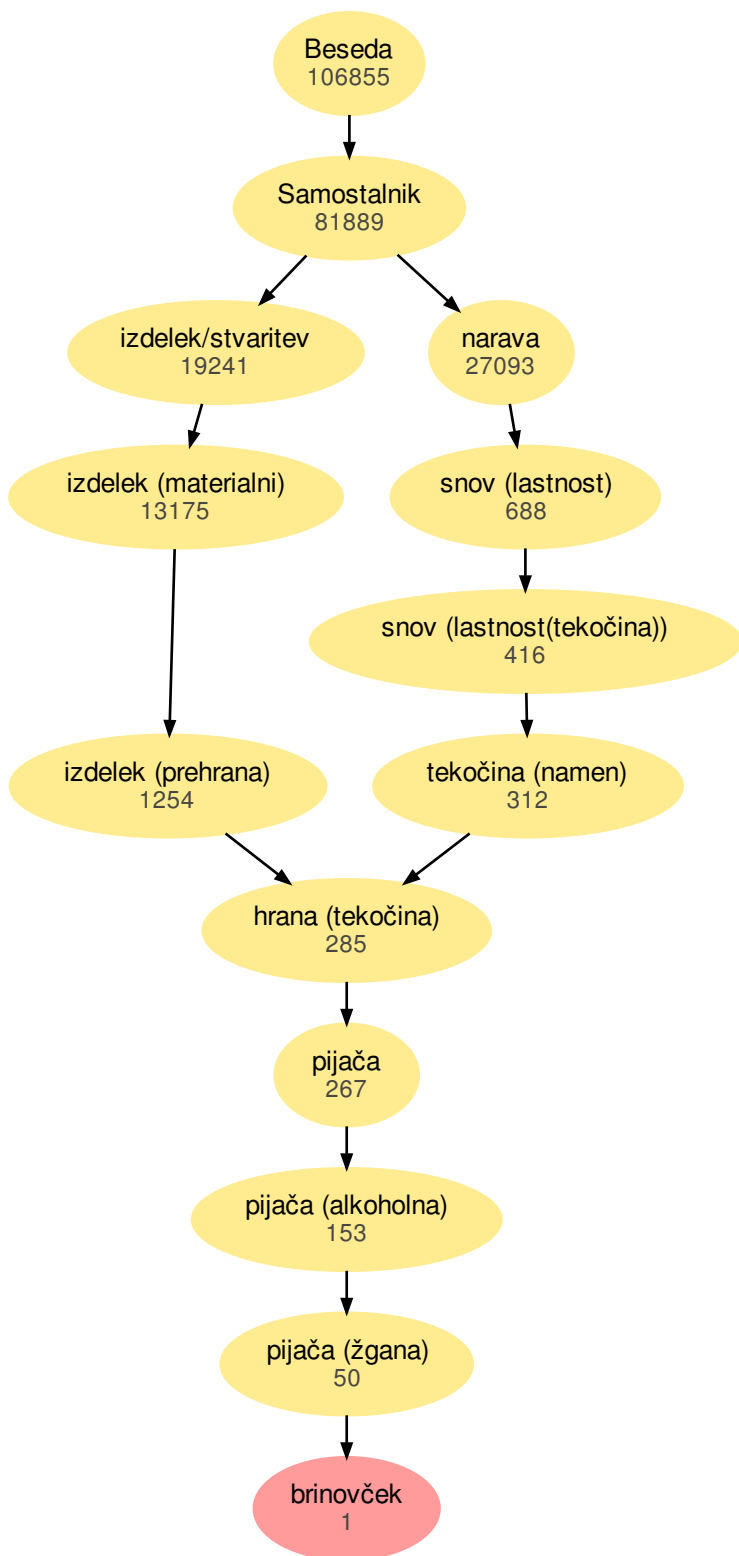 Beseda
106855
Samostalnik
81889
izdelek/stvaritev
19241
narava
27093
izdelek (materialni)
13175
snov (lastnost)
688
snov (lastnost(tekočina))
416
izdelek (prehrana)
1254
tekočina (namen)
312
hrana (tekočina)
285
pijača
267
pijača (alkoholna)
153
pijača (žgana)
50
brinovček
1